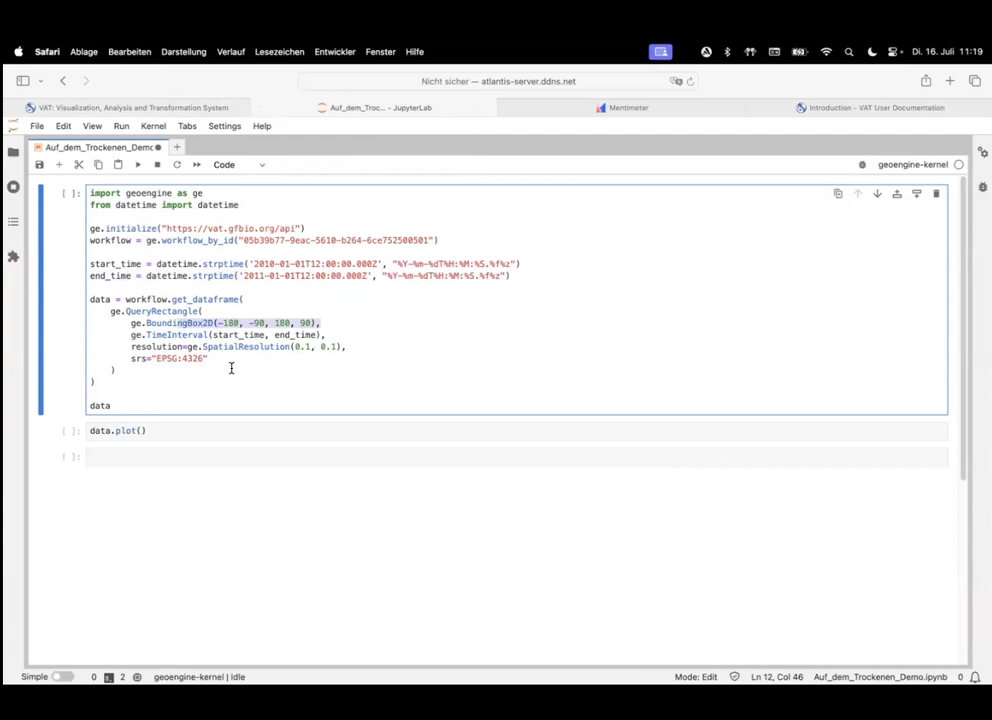 Safari Ablage Bearbeiten Darstellung Verlauf Lesezeichen Entwickler Fenster Hilfe Di. 16. Juli 11:19
Nicht sicher — atlantis-server.ddns.net
VAT: Visualization, Analysis and Transformation System Auf_dem_Troc... - JupyterLab Mentimeter Introduction - VAT User Documentation
File Edit View Run Kernel Tabs Settings Help
Auf_dem_Trockenen_Demo
Code geoengine-kernel
[ ]: import geoengine as ge
from datetime import datetime
ge.initialize("https://vat.gfbio.org/api")
workflow = ge.workflow_by_id("05b39b77-9eac-5610-b264-6ce752500501")
start_time = datetime.strptime('2010-01-01T12:00:00.000Z', "%Y-%m-%dT%H:%M:%S.%f%z")
end_time = datetime.strptime('2011-01-01T12:00:00.000Z', "%Y-%m-%dT%H:%M:%S.%f%z")
data = workflow.get_dataframe(
ge.QueryRectangle(
ge.BoundingBox2D(-180, -90, 180, 90),
ge.TimeInterval(start_time, end_time),
resolution=ge.SpatialResolution(0.1, 0.1),
srs="EPSG:4326"
)
)
data
[ ]: data.plot()
[ ]:
Simple 0 2 geoengine-kernel | Idle Mode: Edit Ln 12, Col 46 Auf_dem_Trockenen_Demo.ipynb 0